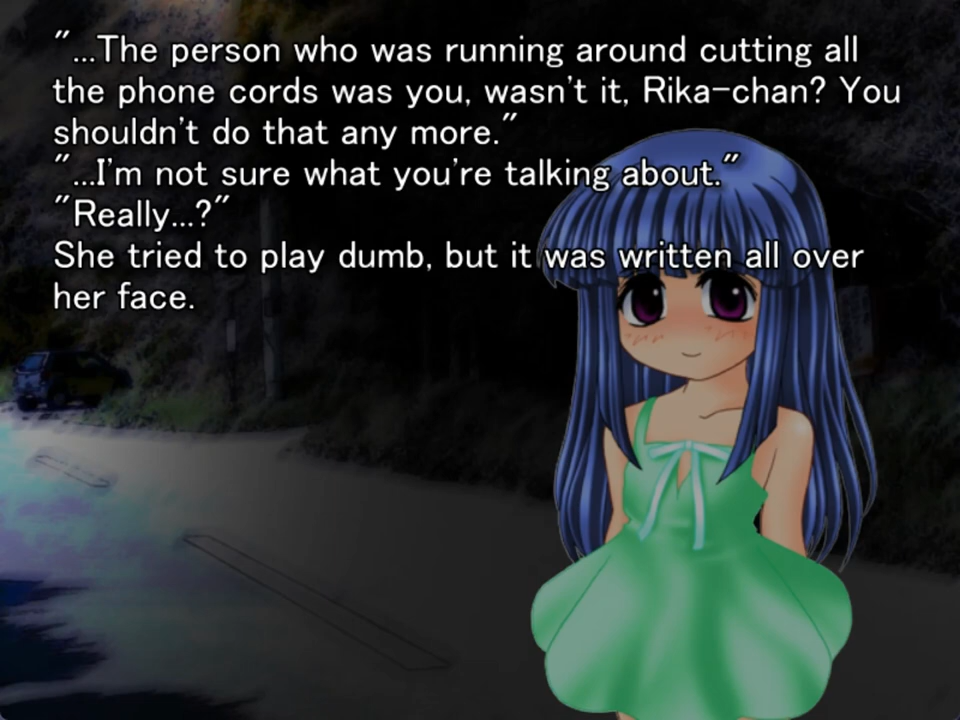 "...The person who was running around cutting all
the phone cords was you, wasn't it, Rika-chan? You
shouldn't do that any more."
"...I'm not sure what you're talking about."
"Really...?"
She tried to play dumb, but it was written all over
her face.